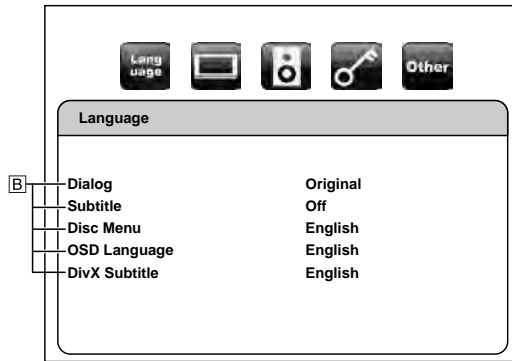 Lang
uage
Other
Language
B
Dialog Original
Subtitle Off
Disc Menu English
OSD Language English
DivX Subtitle English